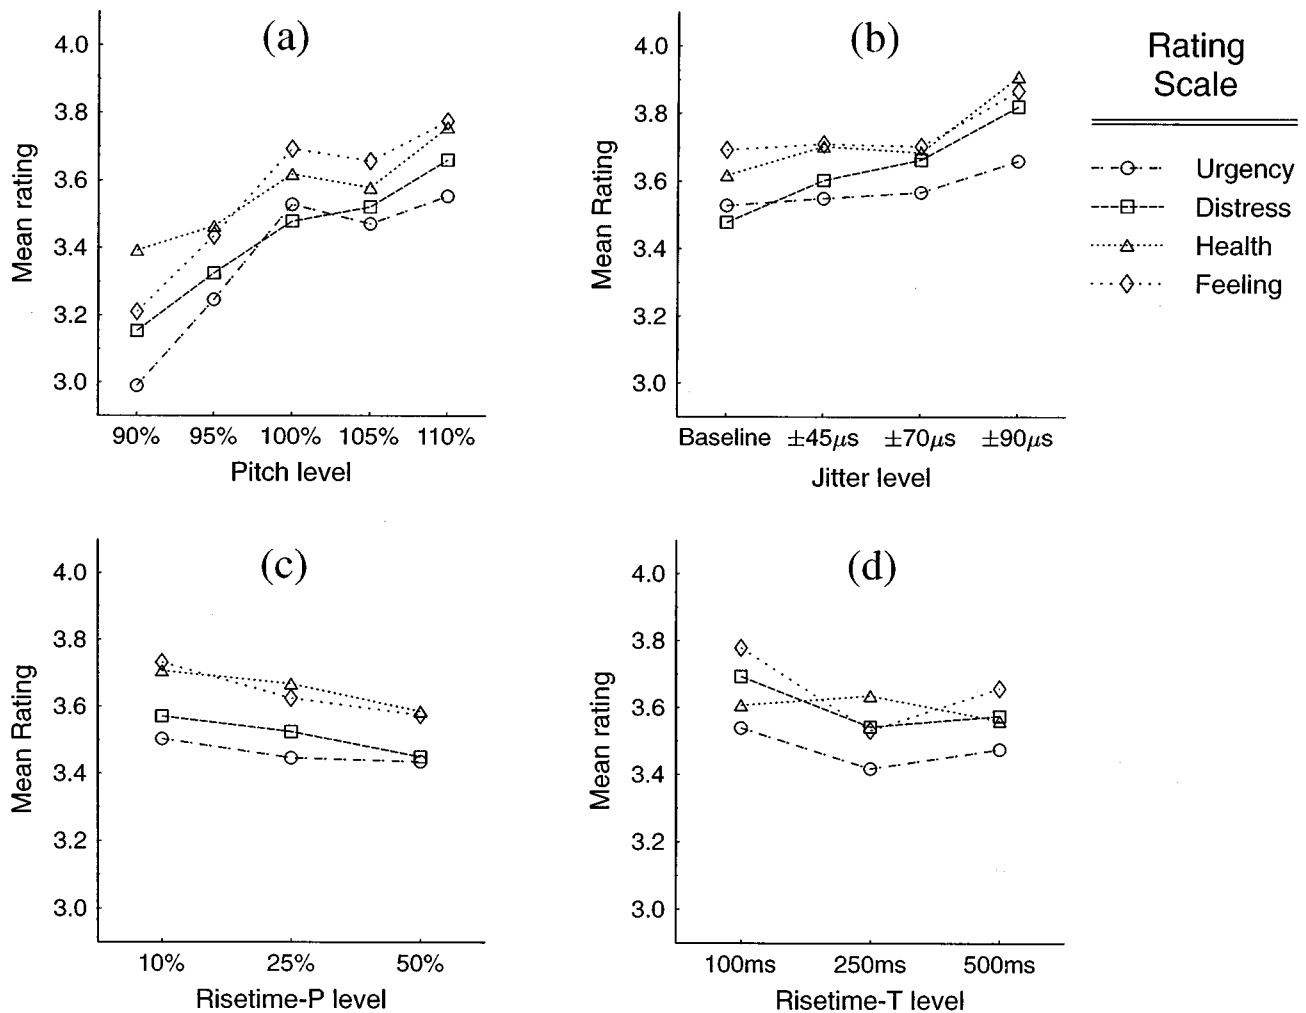 (a)
4.0
3.8
3.6
3.4
3.2
3.0
Mean rating
90% 95% 100% 105% 110%
Pitch level
(b)
4.0
3.8
3.6
3.4
3.2
3.0
Mean Rating
Baseline ±45µs ±70µs ±90µs
Jitter level
Rating
Scale
Urgency
Distress
Health
Feeling
(c)
4.0
3.8
3.6
3.4
3.2
3.0
Mean Rating
10% 25% 50%
Risetime-P level
(d)
4.0
3.8
3.6
3.4
3.2
3.0
Mean rating
100ms 250ms 500ms
Risetime-T level